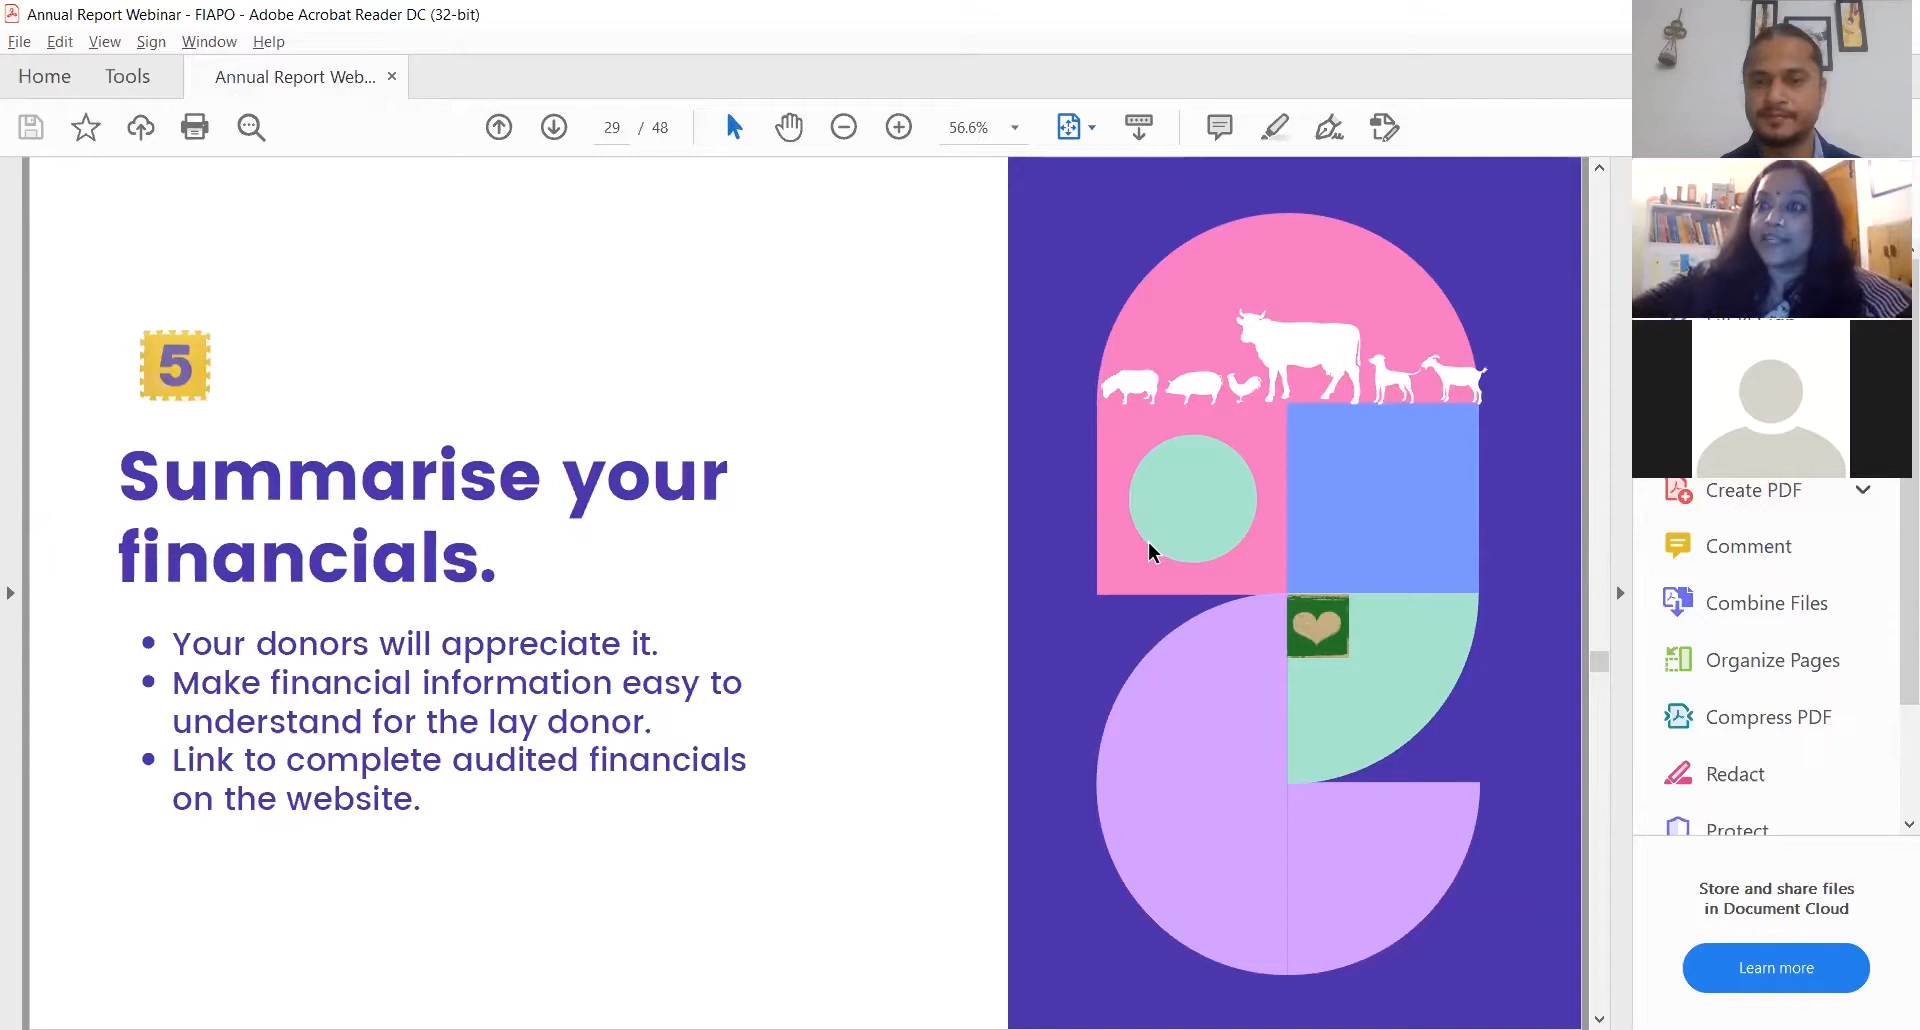 Annual Report Webinar - FIAPO - Adobe Acrobat Reader DC (32-bit)
File Edit View Sign Window Help
Home Tools Annual Report Web... ×
29 / 48 56.6%
5
Summarise your
financials.
• Your donors will appreciate it.
• Make financial information easy to
understand for the lay donor.
• Link to complete audited financials
on the website.
Create PDF
Comment
Combine Files
Organize Pages
Compress PDF
Redact
Protect
Store and share files
in Document Cloud
Learn more